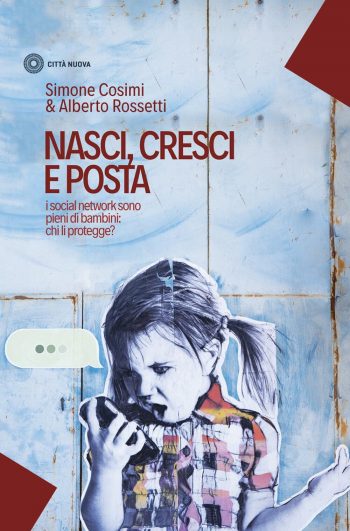 CITTÀ NUOVA
Simone Cosimi
& Alberto Rossetti
NASCI, CRESCI
E POSTA
i social network sono
pieni di bambini:
chi li protegge?